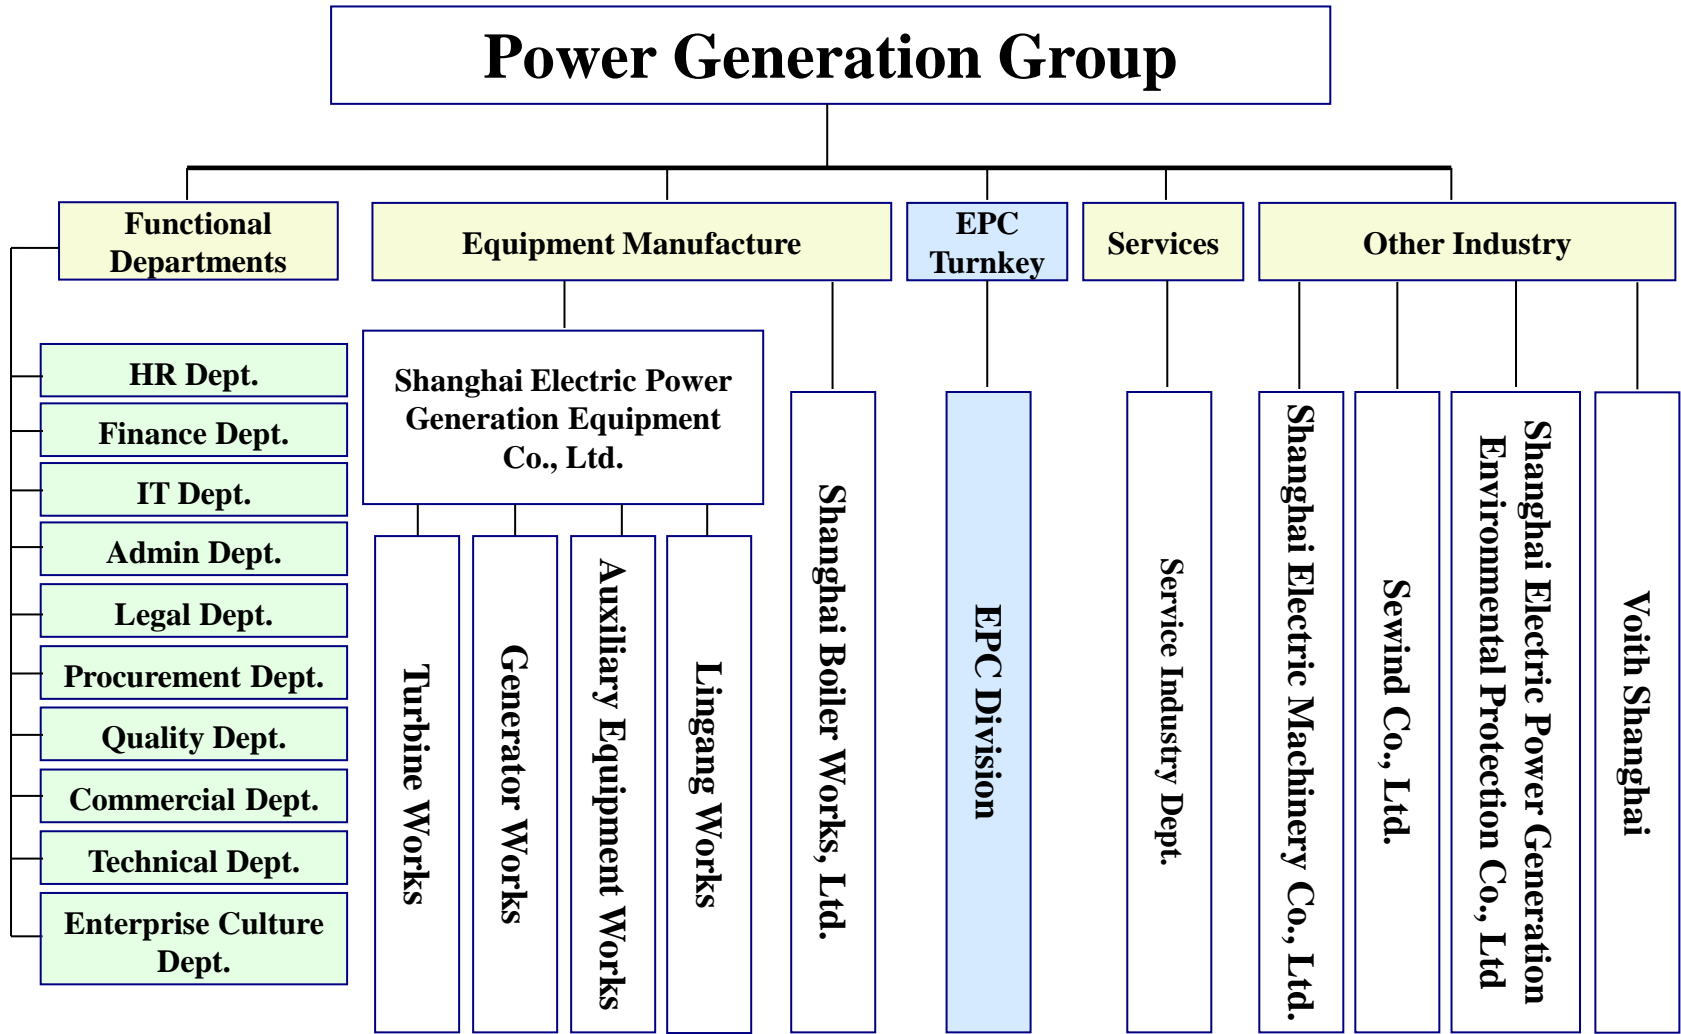 Power Generation Group
Functional
Departments
Equipment Manufacture
EPC
Turnkey
Services
Other Industry
HR Dept.
Finance Dept.
IT Dept.
Admin Dept.
Legal Dept.
Procurement Dept.
Quality Dept.
Commercial Dept.
Technical Dept.
Enterprise Culture
Dept.
Shanghai Electric Power
Generation Equipment
Co., Ltd.
Turbine Works
Generator Works
Auxiliary Equipment Works
Lingang Works
Shanghai Boiler Works, Ltd.
EPC Division
Service Industry Dept.
Shanghai Electric Machinery Co., Ltd.
Sewind Co., Ltd.
Shanghai Electric Power Generation
Environmental Protection Co., Ltd
Voith Shanghai